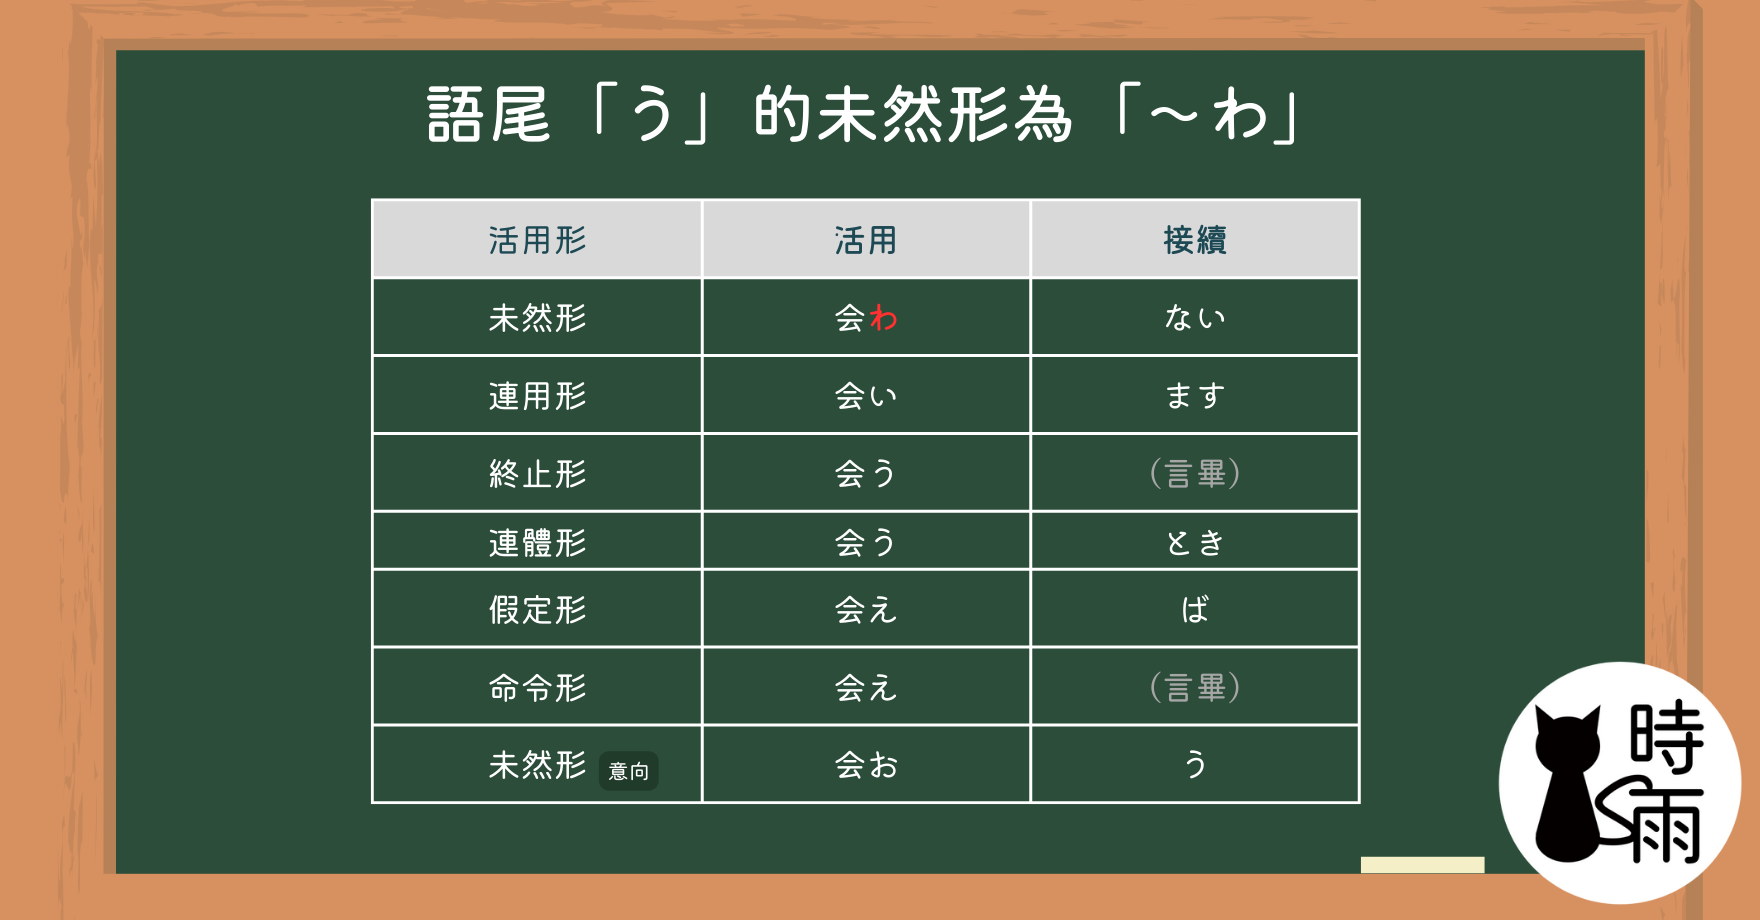 語尾「う」的未然形為「～わ」
活用形 活用 接續
未然形 会わ ない
連用形 会い ます
終止形 会う （言畢）
連體形 会う とき
假定形 会え ば
命令形 会え （言畢）
未然形 意向 会お う
時雨